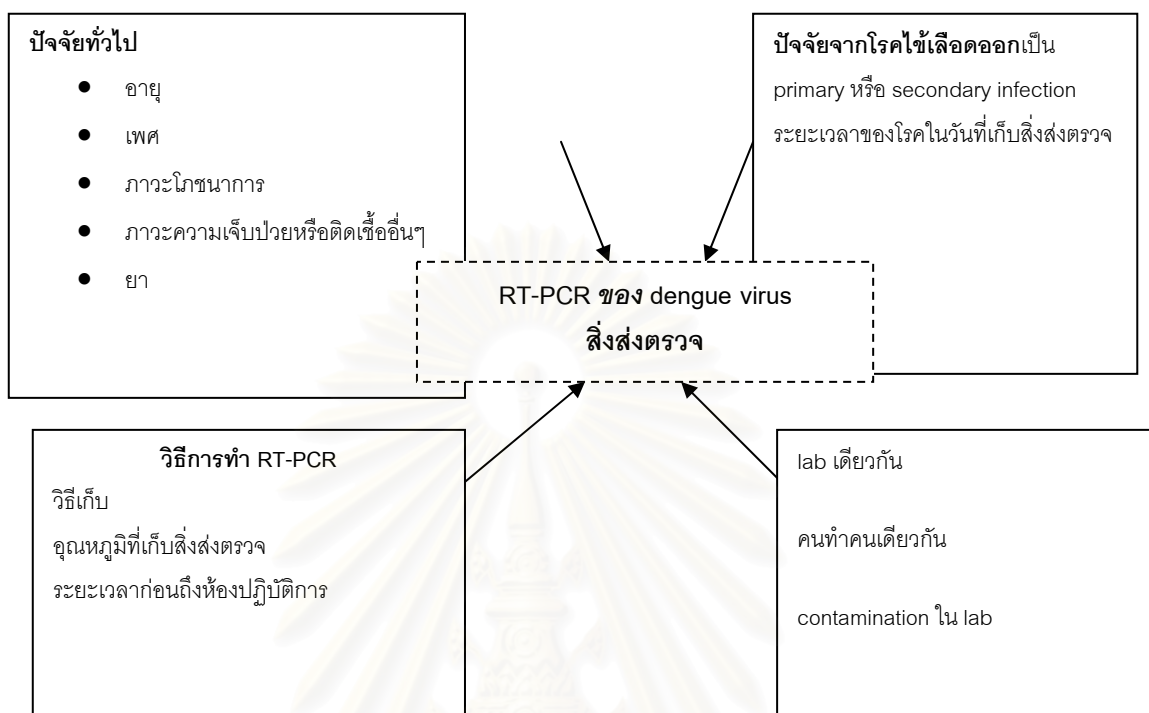 ปัจจัยทั่วไป
● อายุ
● เพศ
● ภาวะโภชนาการ
● ภาวะความเจ็บป่วยหรือติดเชื้ออื่นๆ
● ยา
ปัจจัยจากโรคไข้เลือดออกเป็น
primary หรือ secondary infection
ระยะเวลาของโรคในวันที่เก็บสิ่งส่งตรวจ
RT-PCR ของ dengue virus
สิ่งส่งตรวจ
วิธีการทำ RT-PCR
วิธีเก็บ
อุณหภูมิที่เก็บสิ่งส่งตรวจ
ระยะเวลาก่อนถึงห้องปฏิบัติการ
lab เดียวกัน
คนทำคนเดียวกัน
contamination ใน lab